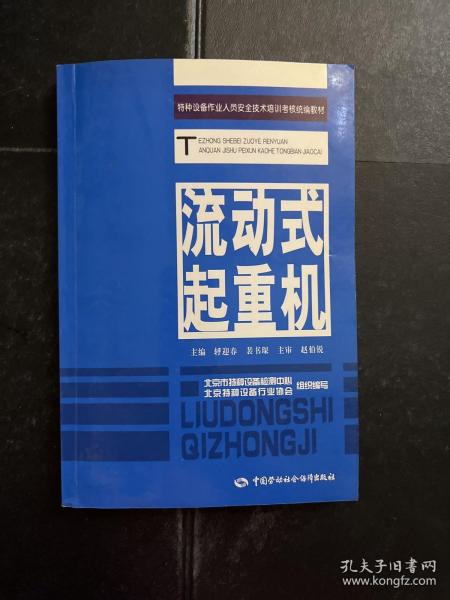 特种设备作业人员安全技术培训考核统编教材
TEZHONG SHEBEI ZUOYE RENYUAN
ANQUAN JISHU PEIXUN KAOHE TONGBIAN JIAOCAI
流动式
起重机
主编 迎春 裴书琛 主审 赵伯锐
北京市特种设备检测中心
北京特种设备行业协会
组织编写
LIUDONGSHI
QIZHONGJI
中国劳动社会保障出版社
孔夫子旧书网
www.kongfz.com